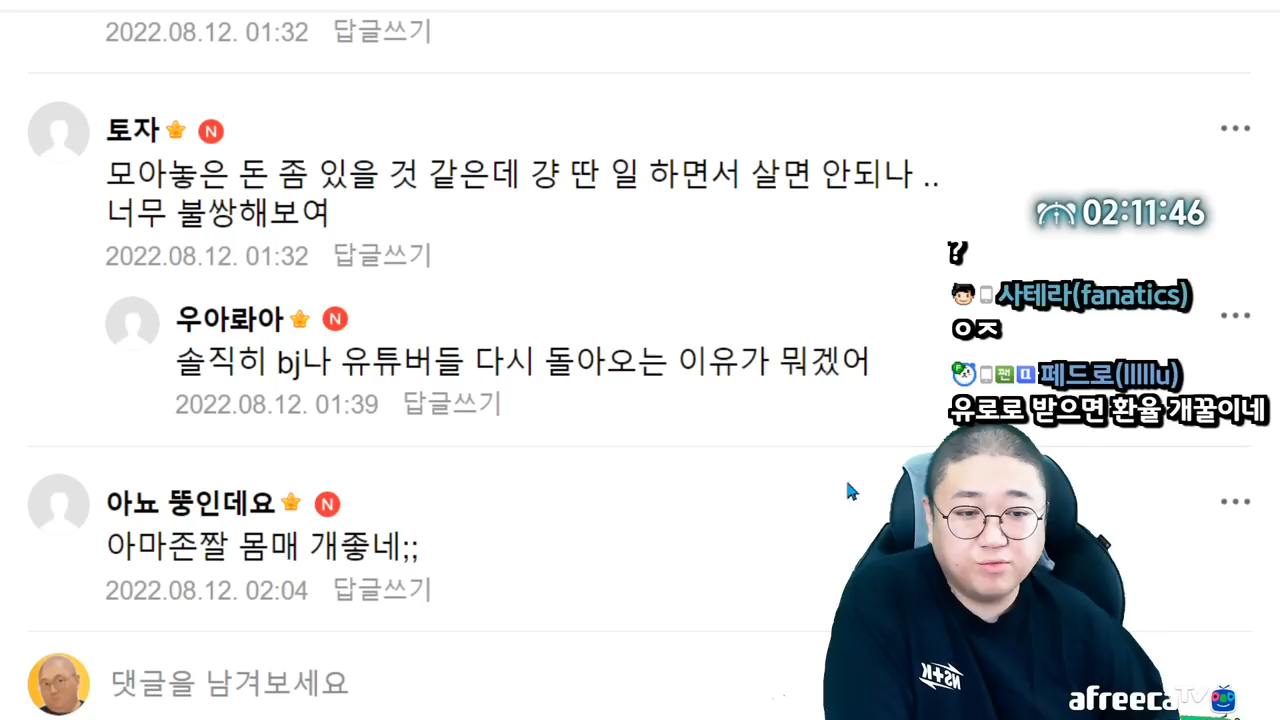 2022.08.12. 01:32 답글쓰기
토자 N
모아놓은 돈 좀 있을 것 같은데 걍 딴 일 하면서 살면 안되나 ..
너무 불쌍해보여
2022.08.12. 01:32 답글쓰기
우아롸아 N
솔직히 bj나 유튜버들 다시 돌아오는 이유가 뭐겠어
2022.08.12. 01:39 답글쓰기
아뇨 뚱인데요 N
아마존짤 몸매 개좋네;;
2022.08.12. 02:04 답글쓰기
댓글을 남겨보세요
02:11:46
?
사테라(fanatics)
ㅇㅈ
F 팬 페드로(lllllu)
유로로 받으면 환율 개꿀이네
NS+K
afreecaTV